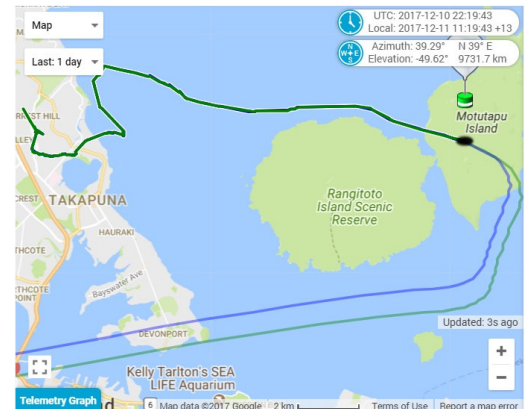 Map
UTC: 2017-12-10 22:19:43
Local: 2017-12-11 11:19:43 +13
Azimuth: 39.29° N 39° E
Elevation: -49.62° 9731.7 km
N
W E
S
Last: 1 day
REST HILL
Motutapu
Island
Rangitoto
Island Scenic
Reserve
TAKAPUNA
HAURAKI
Bayswater Ave
DEVONPORT
Updated: 3s ago
+
−
Kelly Tarlton's SEA
LIFE Aquarium
Telemetry Graph
6 Map data ©2017 Google 2 km Terms of Use Report a map error